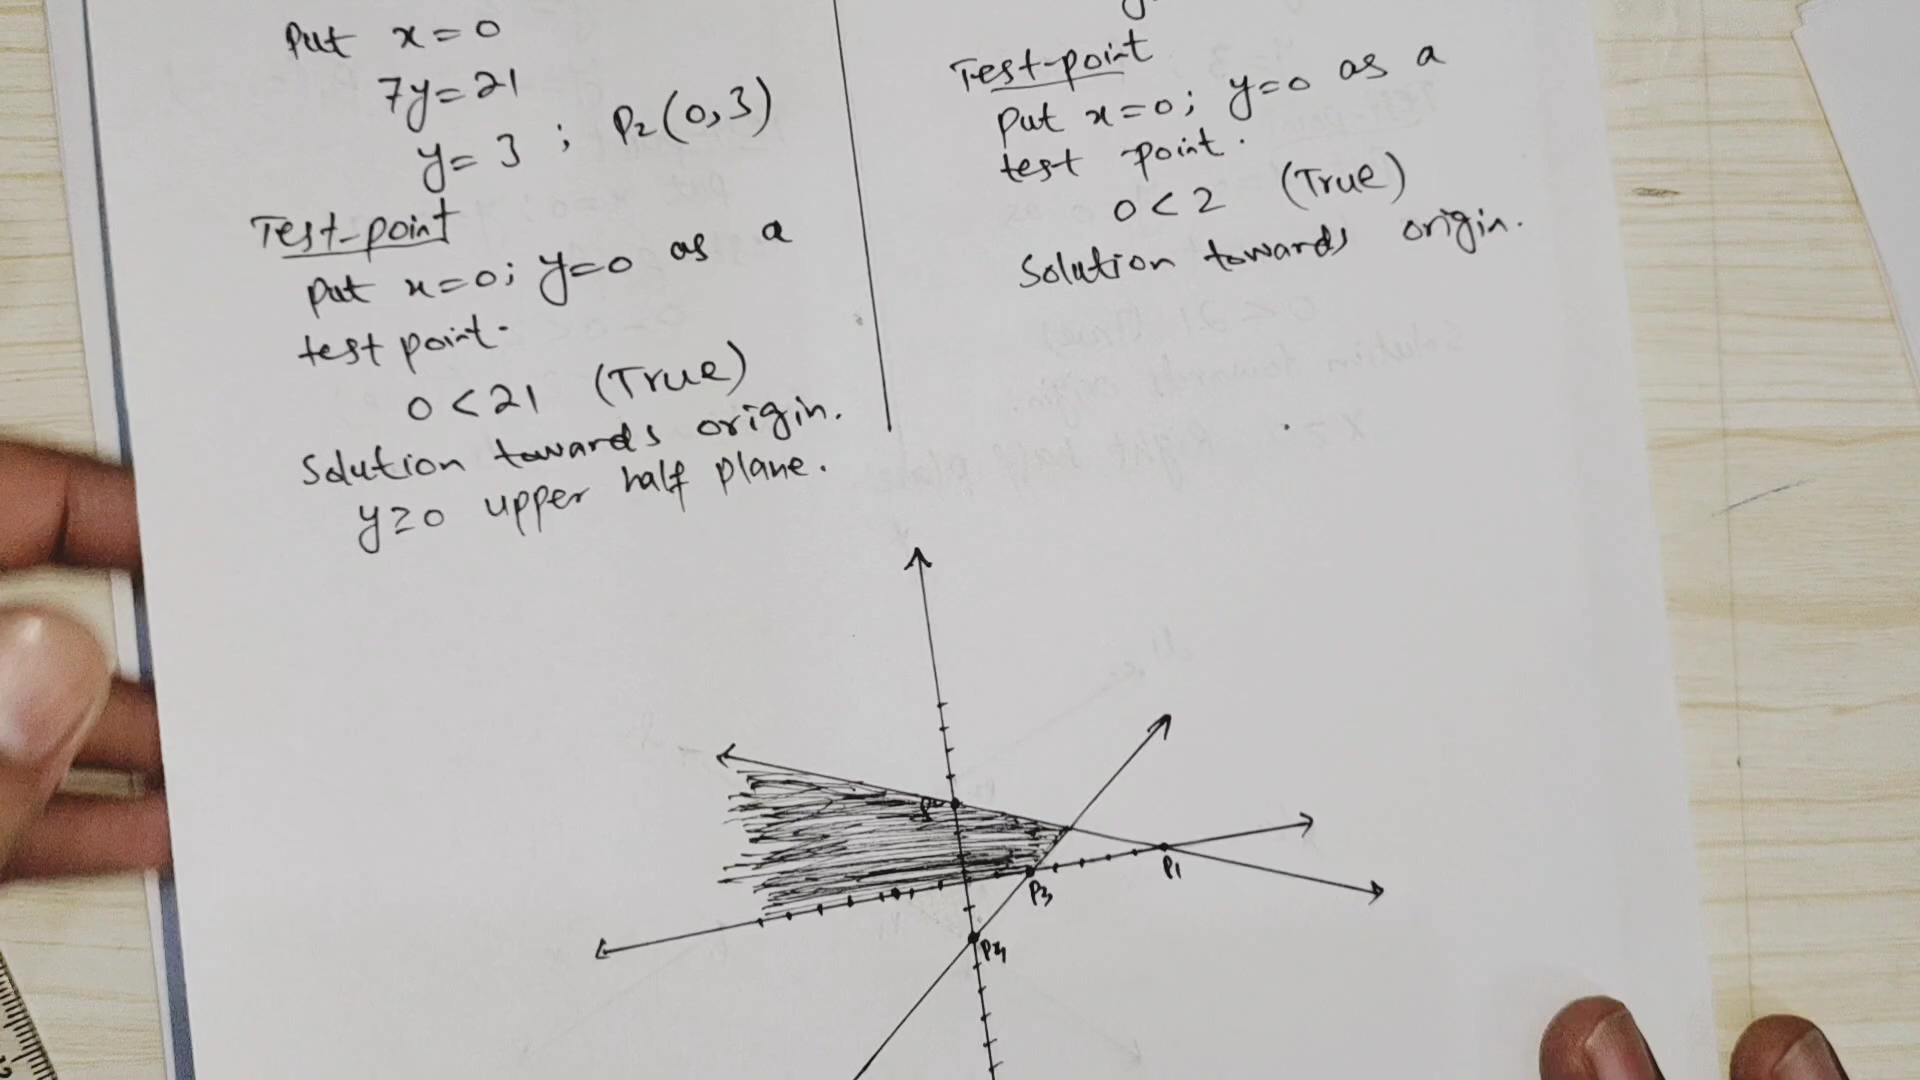 Put x=0
7y=21
y=3 ; P2(0,3)
Test-point
put x=0; y=0 as a
test point.
0<21 (True)
Solution towards origin.
y≥0 upper half plane.
Test-point
put x=0; y=0 as a
test point.
0<2 (True)
Solution towards origin.
P1
P3
P4